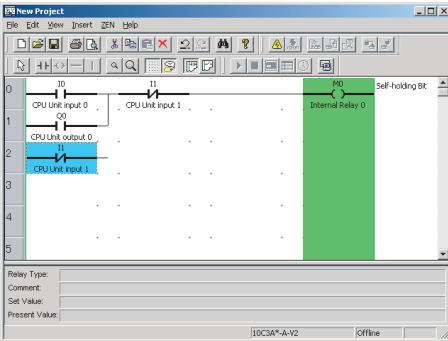 New Project
File Edit View Insert ZEN Help
0
I0
I1
M0
Self-holding Bit
CPU Unit input 0
CPU Unit input 1
Internal Relay 0
1
Q0
CPU Unit output 0
2
I1
CPU Unit input 1
3
4
5
Relay Type:
Comment:
Set Value:
Present Value:
10C3A*-A-V2
Offline